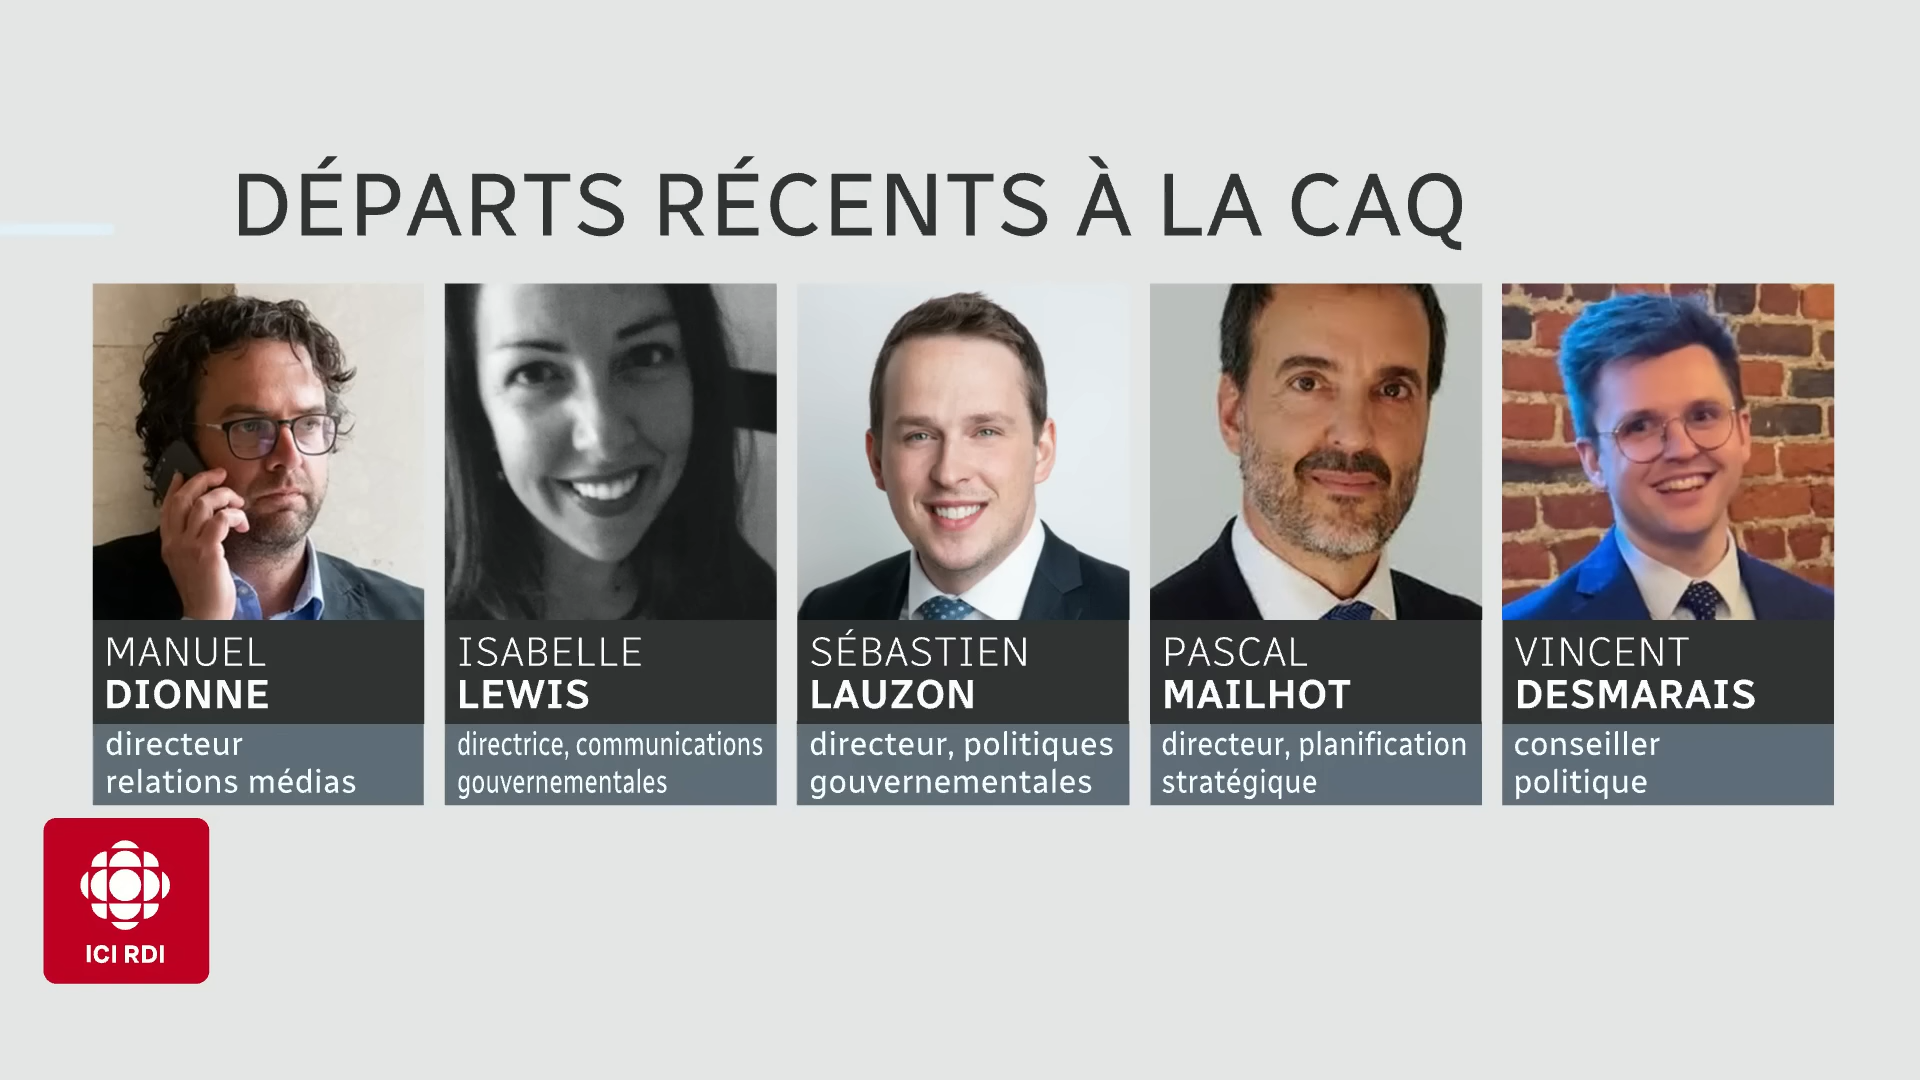 DÉPARTS RÉCENTS À LA CAQ
MANUEL
DIONNE
directeur
relations médias
ISABELLE
LEWIS
directrice, communications
gouvernementales
SÉBASTIEN
LAUZON
directeur, politiques
gouvernementales
PASCAL
MAILHOT
directeur, planification
stratégique
VINCENT
DESMARAIS
conseiller
politique
ICI RDI